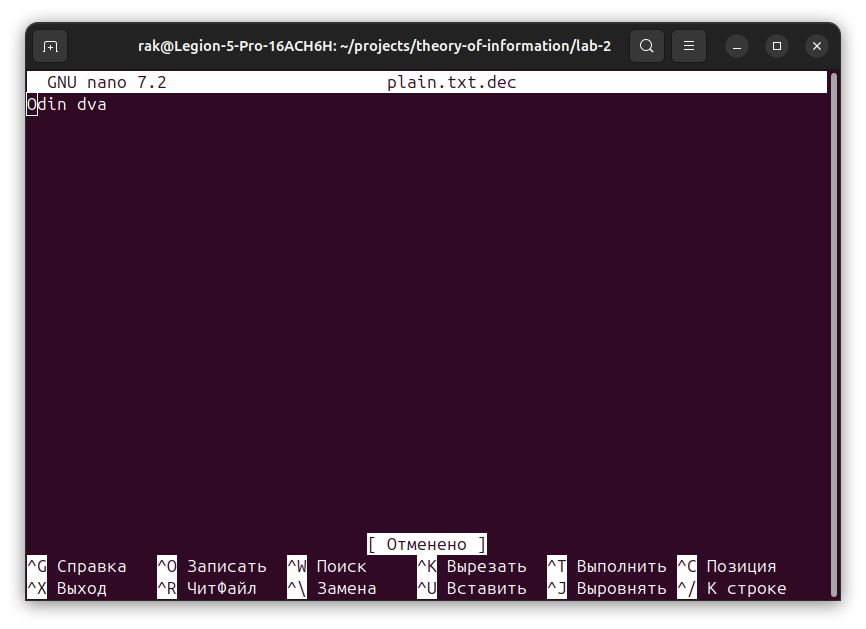 rak@Legion-5-Pro-16ACH6H: ~/projects/theory-of-information/lab-2
GNU nano 7.2 plain.txt.dec
Odin dva
[ Отменено ]
^G Справка ^O Записать ^W Поиск ^K Вырезать ^T Выполнить ^C Позиция
^X Выход ^R ЧитФайл ^\ Замена ^U Вставить ^J Выровнять ^/ К строке